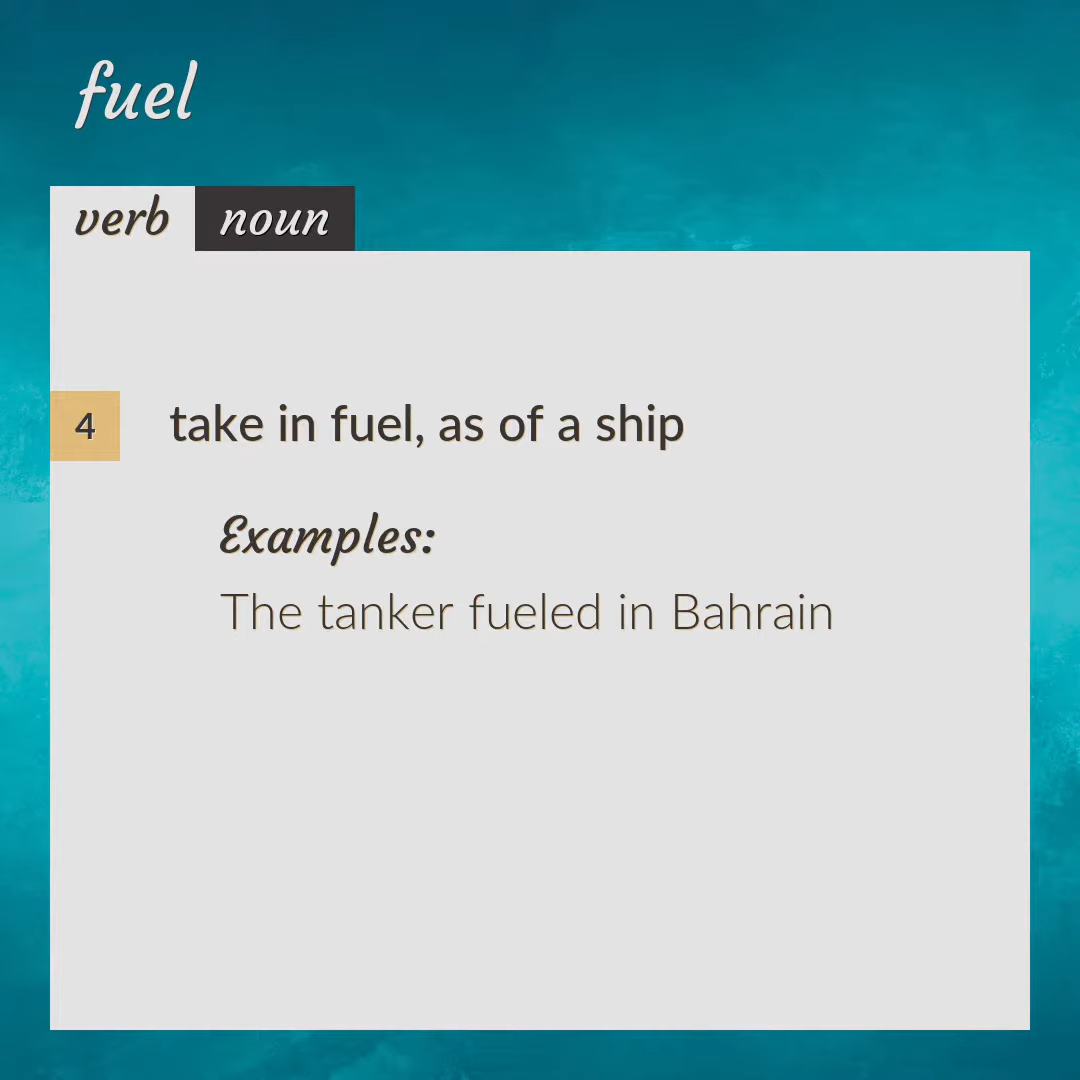 fuel
verb noun
4 take in fuel, as of a ship
Examples:
The tanker fueled in Bahrain